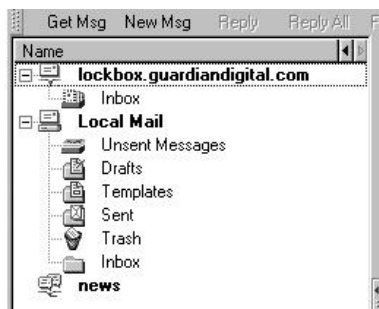 Get Msg New Msg Reply Reply All F
Name
lockbox.guardiandigital.com
Inbox
Local Mail
Unsent Messages
Drafts
Templates
Sent
Trash
Inbox
news